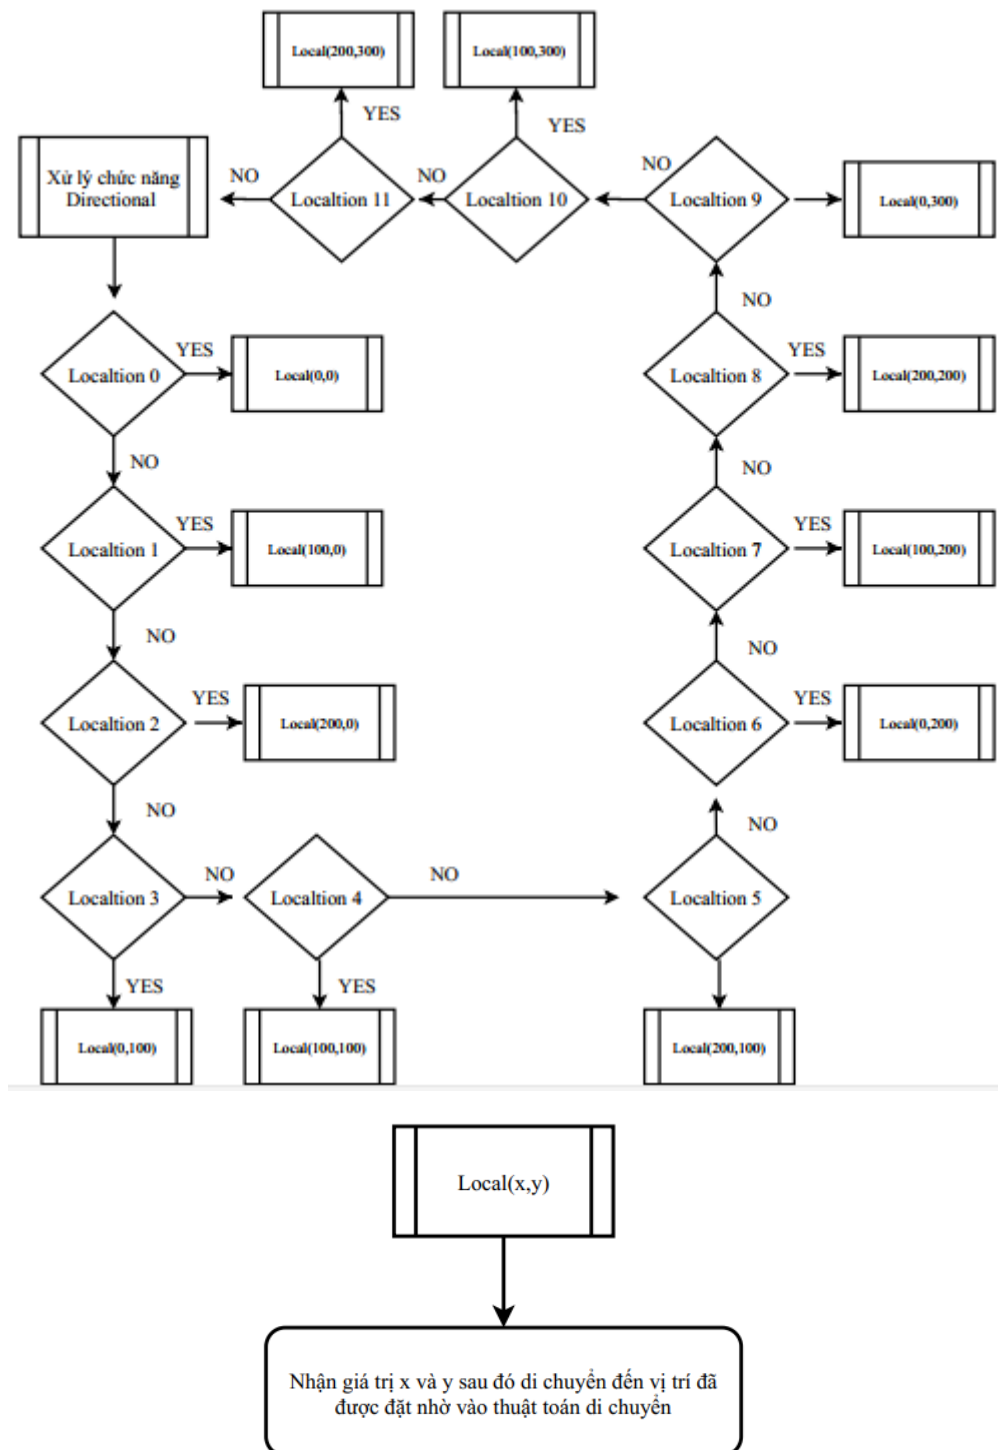 Local(200,300)
Local(100,300)
YES
YES
Xử lý chức năng
Directional
NO
Localtion 11
NO
Localtion 10
NO
Localtion 9
Local(0,300)
NO
Localtion 0
YES
Local(0,0)
Localtion 8
YES
Local(200,200)
NO
NO
Localtion 1
YES
Local(100,0)
Localtion 7
YES
Local(100,200)
NO
NO
Localtion 2
YES
Local(200,0)
Localtion 6
YES
Local(0,200)
NO
NO
Localtion 3
NO
Localtion 4
NO
Localtion 5
YES
YES
Local(0,100)
Local(100,100)
Local(200,100)
Local(x,y)
Nhận giá trị x và y sau đó di chuyển đến vị trí đã
được đặt nhờ vào thuật toán di chuyển